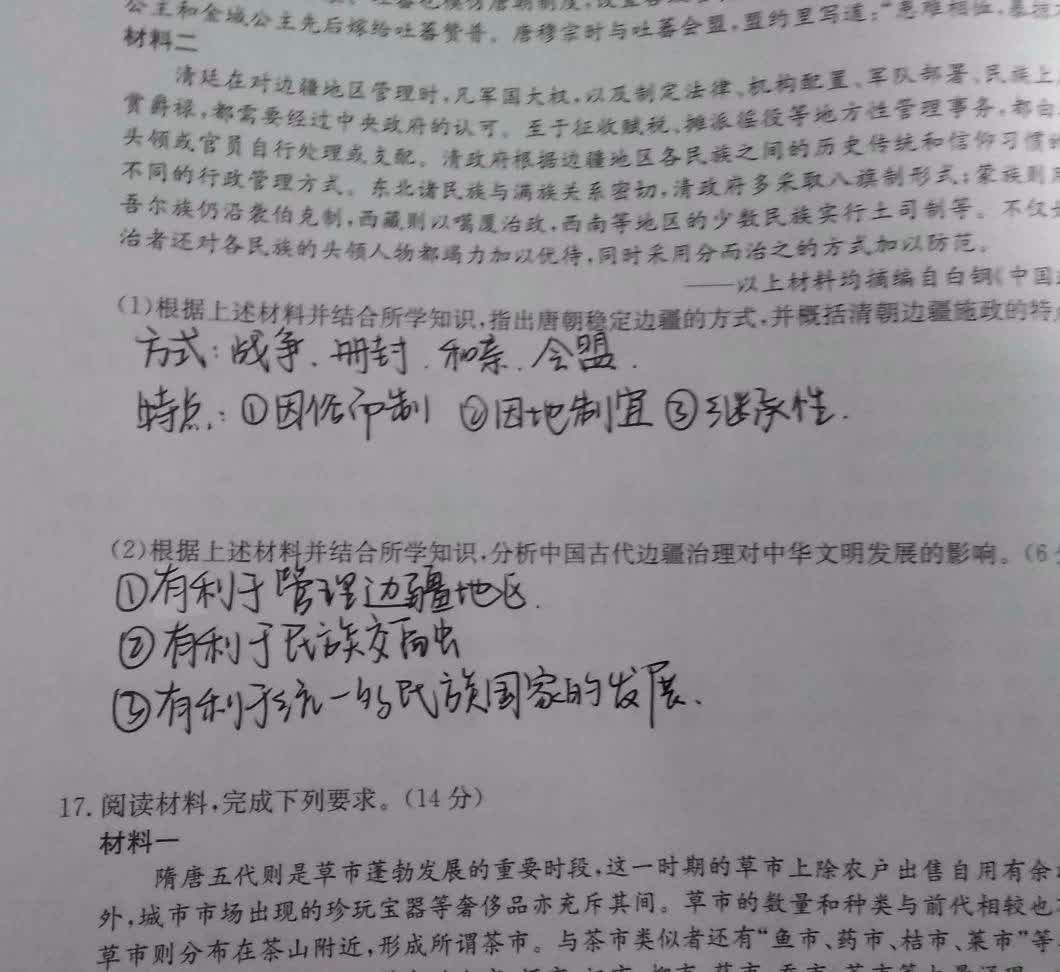 公主和金城公主先后嫁给吐蕃赞普。唐穆宗时与吐蕃会盟,盟约里写道:“患难相恤,暴掠
材料二
清廷在对边疆地区管理时,凡军国大权,以及制定法律、机构配置、军队部署、民族上
赏爵禄,都需要经过中央政府的认可。至于征收赋税、摊派徭役等地方性管理事务,都由
头领或官员自行处理或支配。清政府根据边疆地区各民族之间的历史传统和信仰习惯
不同的行政管理方式。东北诸民族与满族关系密切,清政府多采取八旗制形式;蒙族则
吾尔族仍沿袭伯克制,西藏则以噶厦治政,西南等地区的少数民族实行土司制等。不仅
治者还对各民族的头领人物都竭力加以优待,同时采用分而治之的方式加以防范。
——以上材料均摘编自白钢《中国
(1)根据上述材料并结合所学知识,指出唐朝稳定边疆的方式,并概括清朝边疆施政的特
方式:战争、册封、和亲、会盟.
特点:①因俗而制 ②因地制宜 ③继承性.
(2)根据上述材料并结合所学知识,分析中国古代边疆治理对中华文明发展的影响。(6
①有利于管理边疆地区.
②有利于民族交
③有利于统一的民族国家的发展.
17. 阅读材料,完成下列要求。(14分)
材料一
隋唐五代则是草市蓬勃发展的重要时段,这一时期的草市上除农户出售自用有余
外,城市市场出现的珍玩宝器等奢侈品亦充斥其间。草市的数量和种类与前代相较也
草市则分布在茶山附近,形成所谓茶市。与茶市类似者还有“鱼市、药市、桔市、菜市”等